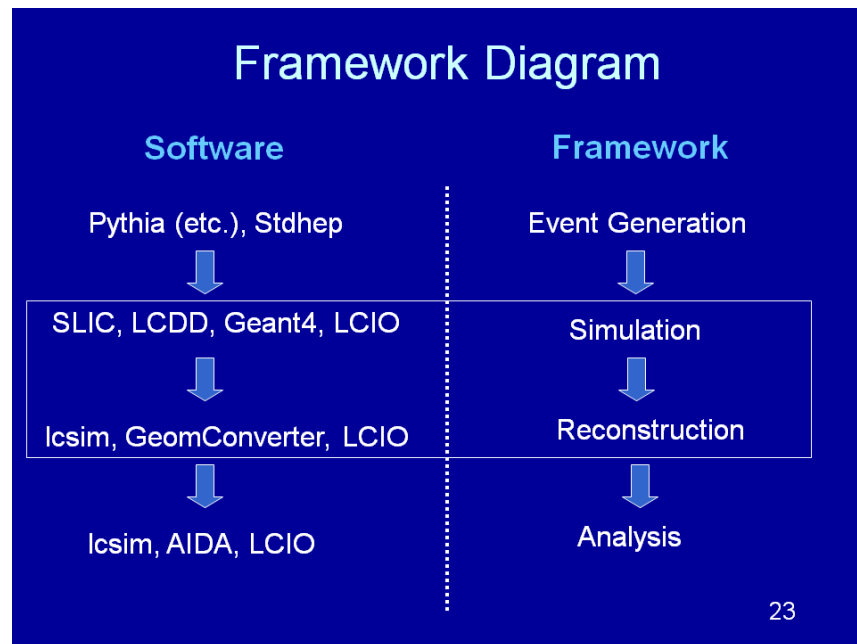 Framework Diagram
Software
Framework
Pythia (etc.), Stdhep
Event Generation
SLIC, LCDD, Geant4, LCIO
Simulation
lcsim, GeomConverter, LCIO
Reconstruction
lcsim, AIDA, LCIO
Analysis
23